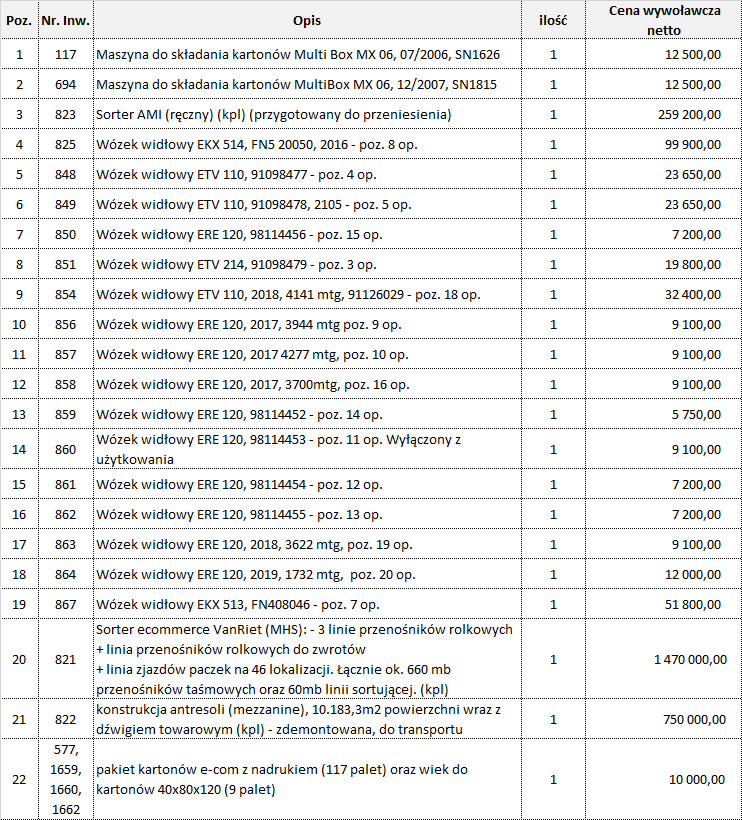 Poz. Nr. Inw. Opis ilość Cena wywoławcza netto
1 117 Maszyna do składania kartonów Multi Box MX 06, 07/2006, SN1626 1 12 500,00
2 694 Maszyna do składania kartonów MultiBox MX 06, 12/2007, SN1815 1 12 500,00
3 823 Sorter AMI (ręczny) (kpl) (przygotowany do przeniesienia) 1 259 200,00
4 825 Wózek widłowy EKX 514, FN5 20050, 2016 - poz. 8 op. 1 99 900,00
5 848 Wózek widłowy ETV 110, 91098477 - poz. 4 op. 1 23 650,00
6 849 Wózek widłowy ETV 110, 91098478, 2105 - poz. 5 op. 1 23 650,00
7 850 Wózek widłowy ERE 120, 98114456 - poz. 15 op. 1 7 200,00
8 851 Wózek widłowy ETV 214, 91098479 - poz. 3 op. 1 19 800,00
9 854 Wózek widłowy ETV 110, 2018, 4141 mtg, 91126029 - poz. 18 op. 1 32 400,00
10 856 Wózek widłowy ERE 120, 2017, 3944 mtg poz. 9 op. 1 9 100,00
11 857 Wózek widłowy ERE 120, 2017 4277 mtg, poz. 10 op. 1 9 100,00
12 858 Wózek widłowy ERE 120, 2017, 3700mtg, poz. 16 op. 1 9 100,00
13 859 Wózek widłowy ERE 120, 98114452 - poz. 14 op. 1 5 750,00
14 860 Wózek widłowy ERE 120, 98114453 - poz. 11 op. Wyłączony z
użytkowania 1 9 100,00
15 861 Wózek widłowy ERE 120, 98114454 - poz. 12 op. 1 7 200,00
16 862 Wózek widłowy ERE 120, 98114455 - poz. 13 op. 1 7 200,00
17 863 Wózek widłowy ERE 120, 2018, 3622 mtg, poz. 19 op. 1 9 100,00
18 864 Wózek widłowy ERE 120, 2019, 1732 mtg, poz. 20 op. 1 12 000,00
19 867 Wózek widłowy EKX 513, FN408046 - poz. 7 op. 1 51 800,00
20 821 Sorter ecommerce VanRiet (MHS): - 3 linie przenośników rolkowych
+ linia przenośników rolkowych do zwrotów
+ linia zjazdów paczek na 46 lokalizacji. Łącznie ok. 660 mb
przenośników taśmowych oraz 60mb linii sortującej. (kpl) 1 1 470 000,00
21 822 konstrukcja antresoli (mezzanine), 10.183,3m2 powierzchni wraz z
dźwigiem towarowym (kpl) - zdemontowana, do transportu 1 750 000,00
22 577,
1659,
1660,
1662
pakiet kartonów e-com z nadrukiem (117 palet) oraz wiek do
kartonów 40x80x120 (9 palet) 1 10 000,00